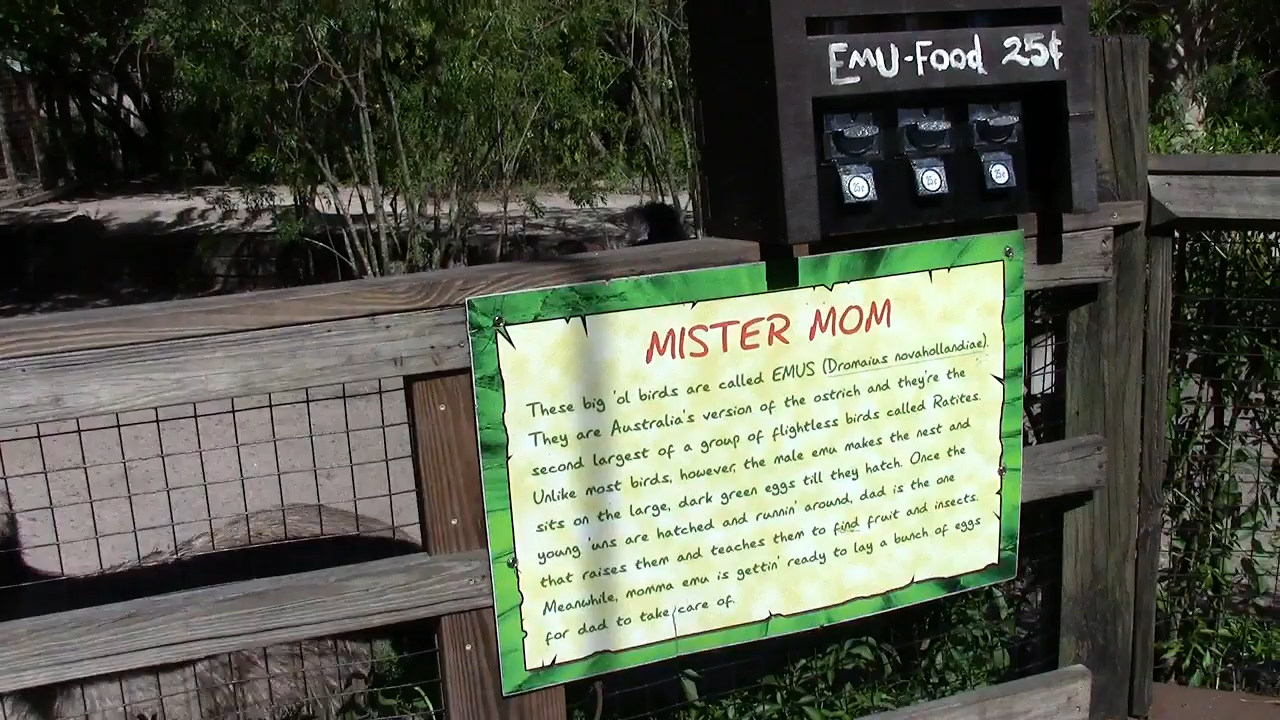 EMU-FOOD 25¢
25¢ 25¢ 25¢
MISTER MOM
These big 'ol birds are called EMUS (Dromaius novahollandiae).
They are Australia's version of the ostrich and they're the
second largest of a group of flightless birds called Ratites.
Unlike most birds, however, the male emu makes the nest and
sits on the large, dark green eggs till they hatch. Once the
young 'uns are hatched and runnin' around, dad is the one
that raises them and teaches them to find fruit and insects.
Meanwhile, momma emu is gettin' ready to lay a bunch of eggs
for dad to take care of.